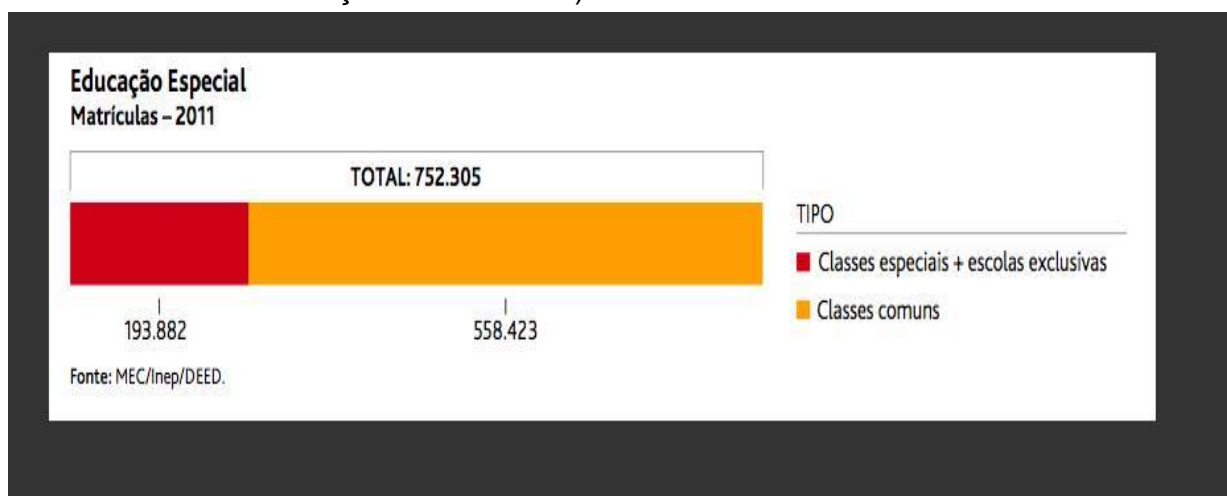 Educação Especial
Matrículas – 2011
TOTAL: 752.305
TIPO
Classes especiais + escolas exclusivas
Classes comuns
193.882 558.423
Fonte: MEC/Inep/DEED.